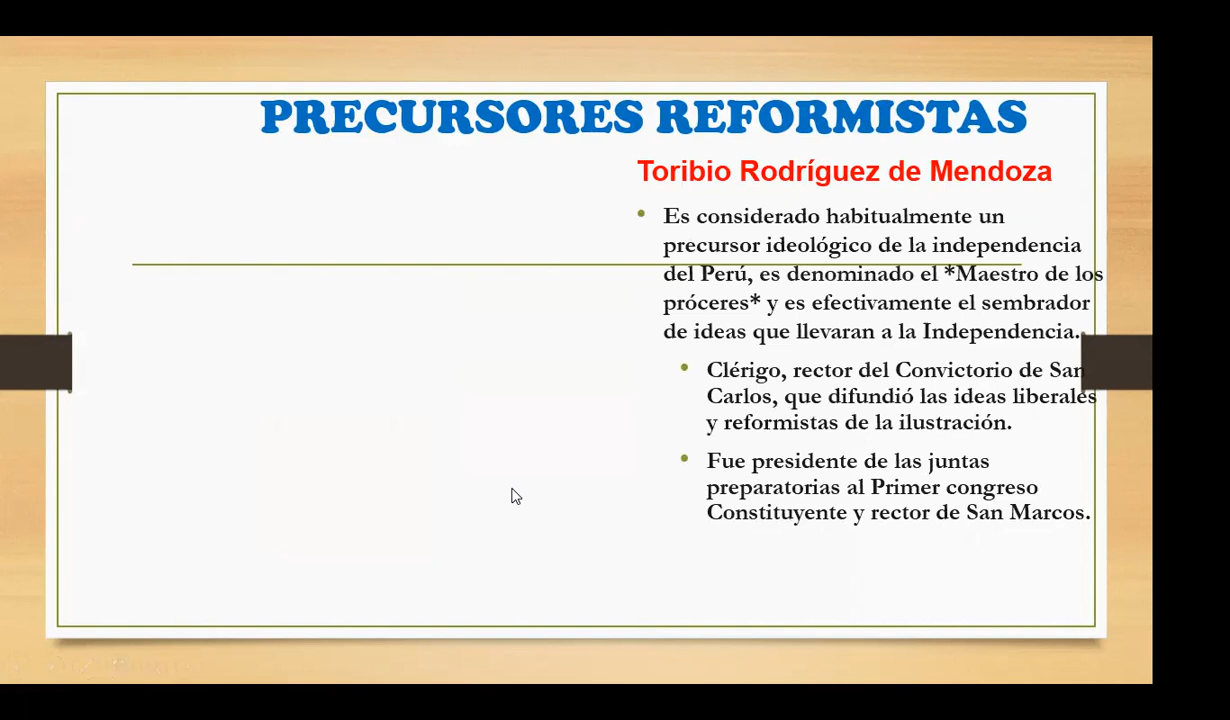 PRECURSORES REFORMISTAS
Toribio Rodríguez de Mendoza
Es considerado habitualmente un
precursor ideológico de la independencia
del Perú, es denominado el *Maestro de los
próceres* y es efectivamente el sembrador
de ideas que llevaran a la Independencia.
Clérigo, rector del Convictorio de San
Carlos, que difundió las ideas liberales
y reformistas de la ilustración.
Fue presidente de las juntas
preparatorias al Primer congreso
Constituyente y rector de San Marcos.